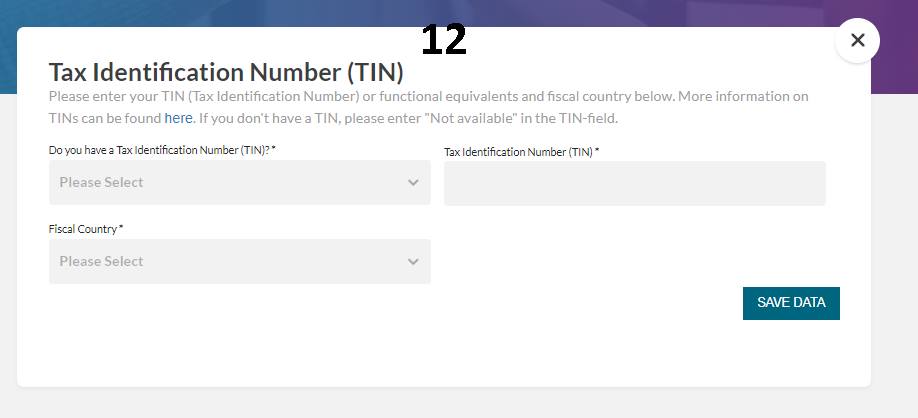 12
Tax Identification Number (TIN)
Please enter your TIN (Tax Identification Number) or functional equivalents and fiscal country below. More information on
TINs can be found here. If you don't have a TIN, please enter "Not available" in the TIN-field.
Do you have a Tax Identification Number (TIN)? *
Tax Identification Number (TIN) *
Please Select
Fiscal Country *
Please Select
SAVE DATA